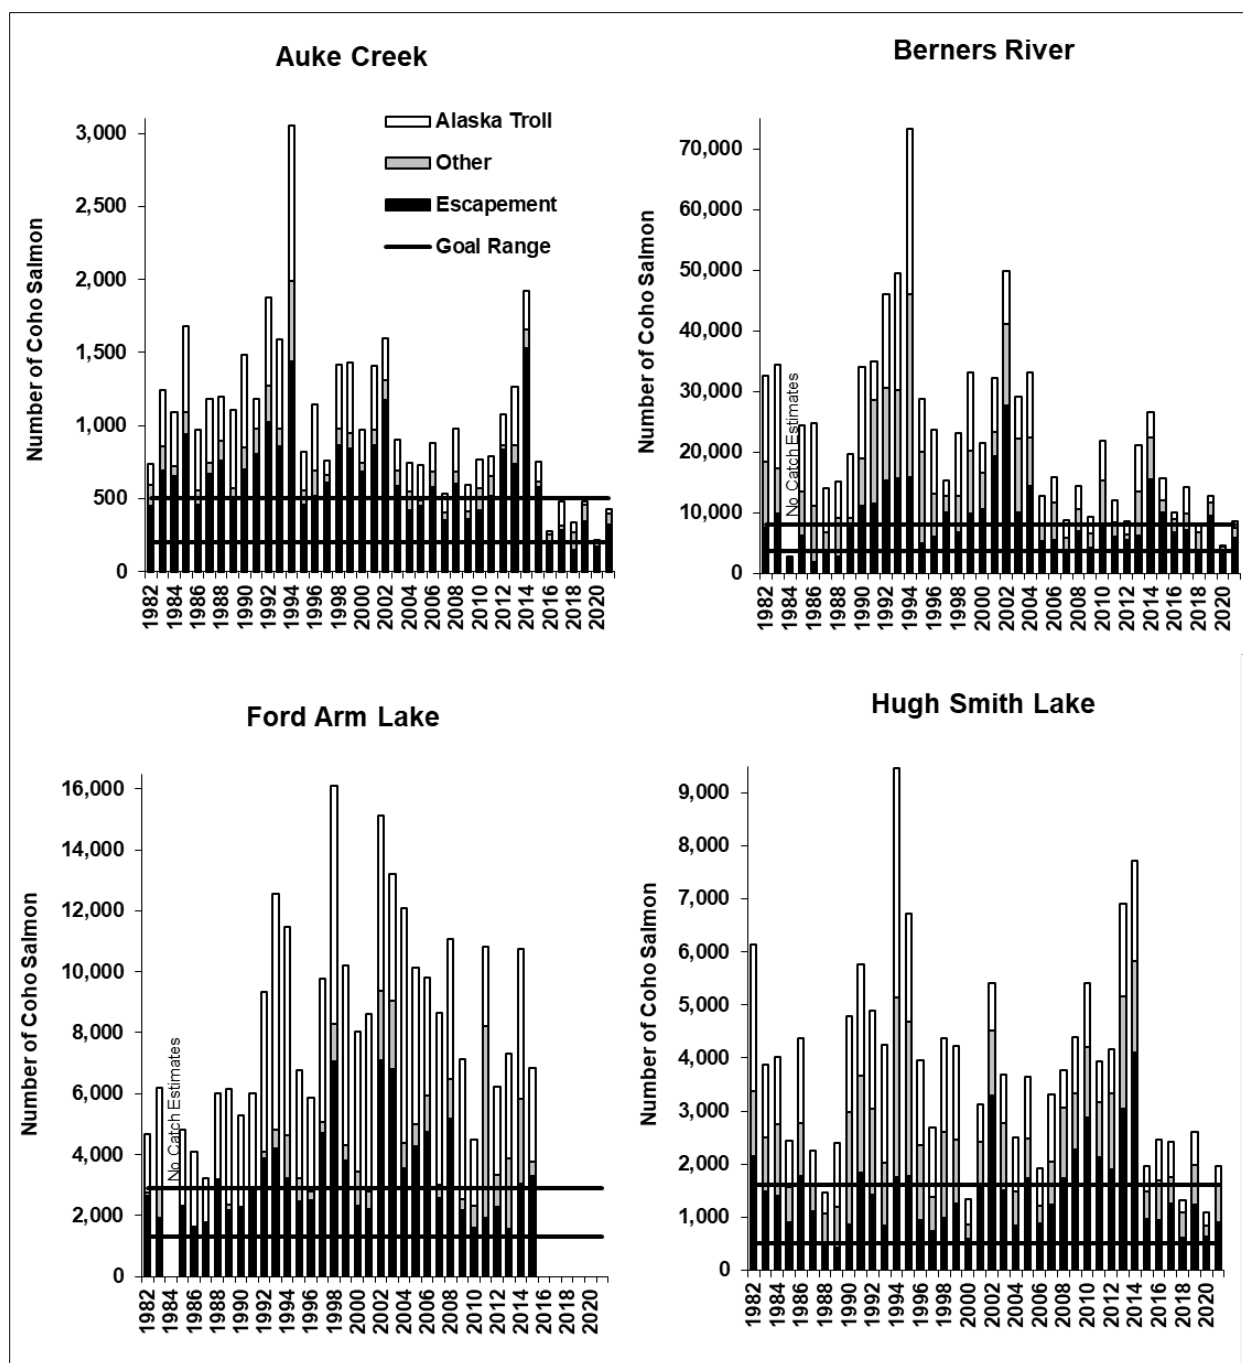 Auke Creek
Number of Coho Salmon
3,000
2,500
2,000
1,500
1,000
500
0
Alaska Troll
Other
Escapement
Goal Range
1982 1984 1986 1988 1990 1992 1994 1996 1998 2000 2002 2004 2006 2008 2010 2012 2014 2016 2018 2020
Berners River
Number of Coho Salmon
70,000
60,000
50,000
40,000
30,000
20,000
10,000
0
No Catch Estimates
1982 1984 1986 1988 1990 1992 1994 1996 1998 2000 2002 2004 2006 2008 2010 2012 2014 2016 2018 2020
Ford Arm Lake
Number of Coho Salmon
16,000
14,000
12,000
10,000
8,000
6,000
4,000
2,000
0
No Catch Estimates
1982 1984 1986 1988 1990 1992 1994 1996 1998 2000 2002 2004 2006 2008 2010 2012 2014 2016 2018 2020
Hugh Smith Lake
Number of Coho Salmon
9,000
8,000
7,000
6,000
5,000
4,000
3,000
2,000
1,000
0
1982 1984 1986 1988 1990 1992 1994 1996 1998 2000 2002 2004 2006 2008 2010 2012 2014 2016 2018 2020